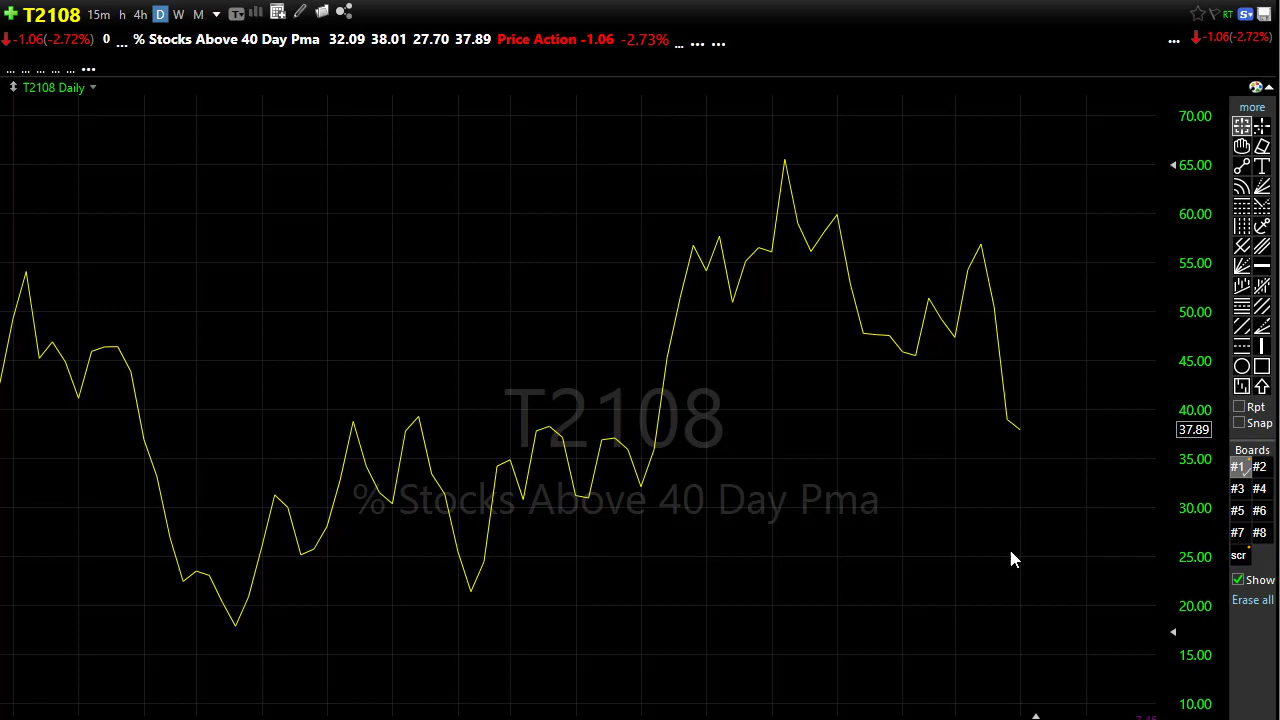 T2108 15m h 4h D W M T RT S
-1.06(-2.72%) 0 ... % Stocks Above 40 Day Pma 32.09 38.01 27.70 37.89 Price Action -1.06 -2.73% ... ... ... ... -1.06(-2.72%)
... ... ... ... ... ...
T2108 Daily
more
70.00
65.00
60.00
55.00
50.00
45.00
40.00
37.89
35.00
30.00
25.00
20.00
15.00
10.00
T2108
% Stocks Above 40 Day Pma
T
Rpt
Snap
Boards
#1 #2
#3 #4
#5 #6
#7 #8
scr
Show
Erase all